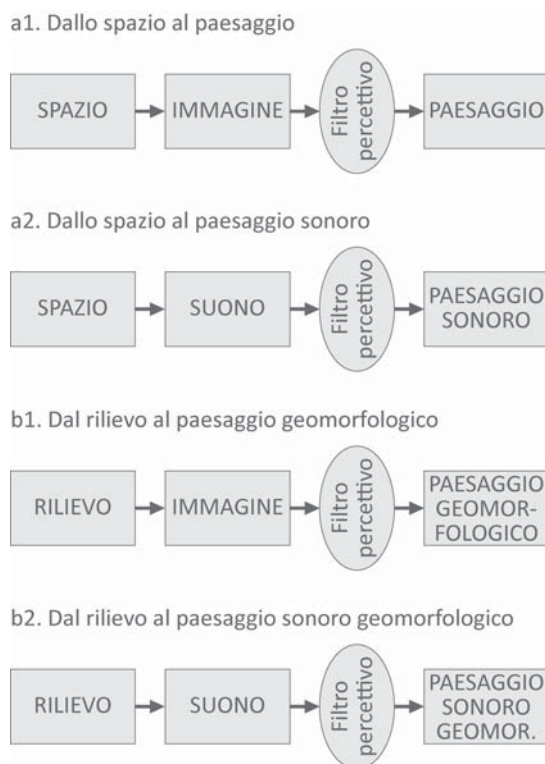 a1. Dallo spazio al paesaggio
SPAZIO
IMMAGINE
Filtro
percettivo
PAESAGGIO
a2. Dallo spazio al paesaggio sonoro
SPAZIO
SUONO
Filtro
percettivo
PAESAGGIO
SONORO
b1. Dal rilievo al paesaggio geomorfologico
RILIEVO
IMMAGINE
Filtro
percettivo
PAESAGGIO
GEOMOR-
FOLOGICO
b2. Dal rilievo al paesaggio sonoro geomorfologico
RILIEVO
SUONO
Filtro
percettivo
PAESAGGIO
SONORO
GEOMOR.